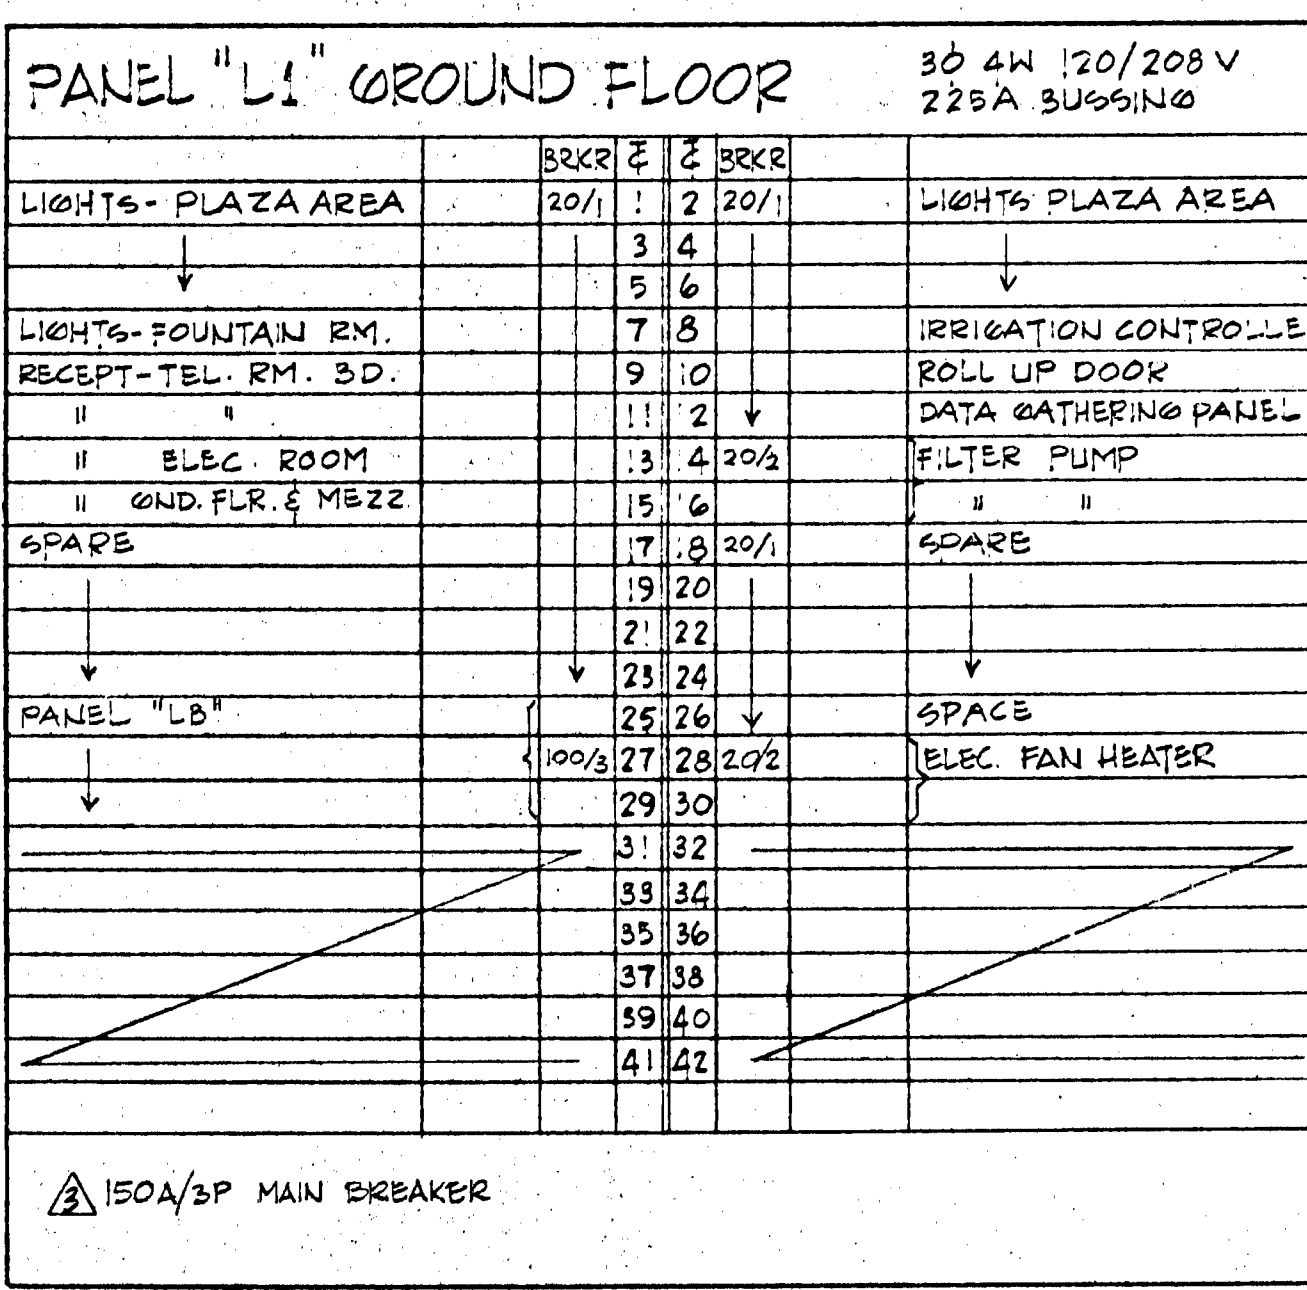 PANEL "L1" GROUND FLOOR
3Ø 4W 120/208 V
225A BUSSING
BRKR ₵ ₵ BRKR
LIGHTS - PLAZA AREA 20/1 1 2 20/1 LIGHTS PLAZA AREA
3 4
5 6
LIGHTS-FOUNTAIN RM. 7 8 IRRIGATION CONTROLLE
RECEPT-TEL. RM. BD. 9 10 ROLL UP DOOR
" " 11 12 DATA GATHERING PANEL
" ELEC. ROOM 13 14 20/2 FILTER PUMP
" GND. FLR. & MEZZ. 15 16 " "
SPARE 17 18 20/1 SPARE
19 20
21 22
23 24
PANEL "LB" 25 26 SPACE
100/3 27 28 20/2 ELEC. FAN HEATER
29 30
31 32
33 34
35 36
37 38
39 40
41 42
3 150A/3P MAIN BREAKER